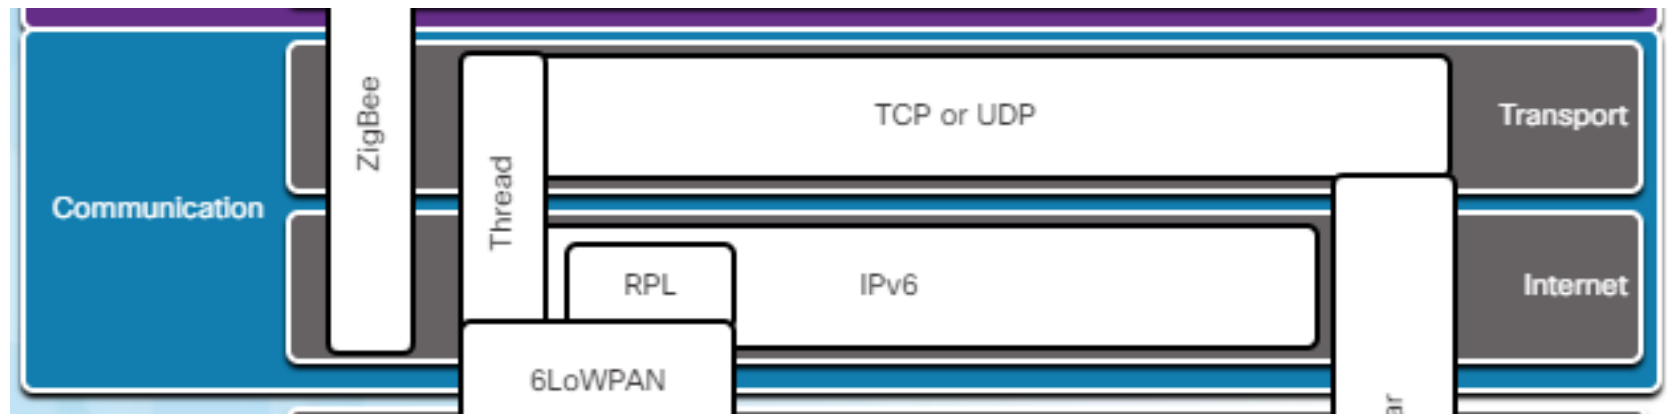 ZigBee
TCP or UDP
Transport
Thread
Communication
RPL
IPv6
Internet
6LoWPAN